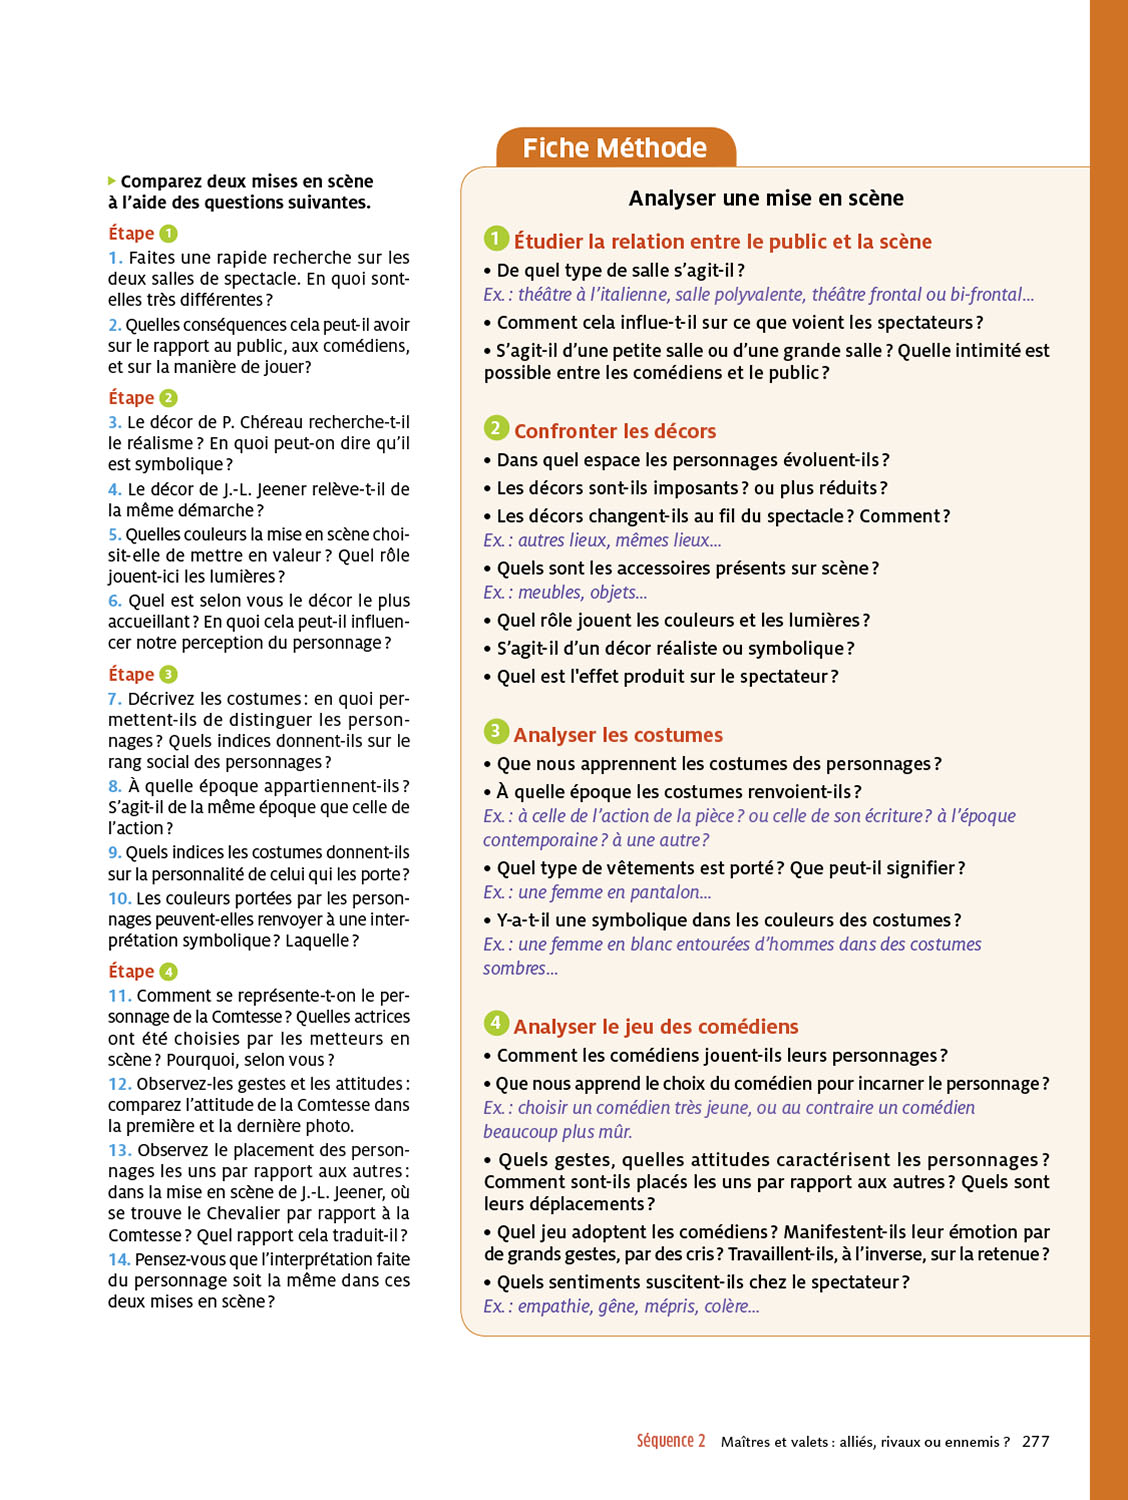 ▸ Comparez deux mises en scène
à l'aide des questions suivantes.
Étape 1
1. Faites une rapide recherche sur les
deux salles de spectacle. En quoi sont-
elles très différentes ?
2. Quelles conséquences cela peut-il avoir
sur le rapport au public, aux comédiens,
et sur la manière de jouer?
Étape 2
3. Le décor de P. Chéreau recherche-t-il
le réalisme ? En quoi peut-on dire qu'il
est symbolique ?
4. Le décor de J.-L. Jeener relève-t-il de
la même démarche ?
5. Quelles couleurs la mise en scène choi-
sit-elle de mettre en valeur ? Quel rôle
jouent-ici les lumières ?
6. Quel est selon vous le décor le plus
accueillant ? En quoi cela peut-il influen-
cer notre perception du personnage ?
Étape 3
7. Décrivez les costumes : en quoi per-
mettent-ils de distinguer les person-
nages ? Quels indices donnent-ils sur le
rang social des personnages ?
8. À quelle époque appartiennent-ils ?
S'agit-il de la même époque que celle de
l'action ?
9. Quels indices les costumes donnent-ils
sur la personnalité de celui qui les porte ?
10. Les couleurs portées par les person-
nages peuvent-elles renvoyer à une inter-
prétation symbolique ? Laquelle ?
Étape 4
11. Comment se représente-t-on le per-
sonnage de la Comtesse ? Quelles actrices
ont été choisies par les metteurs en
scène ? Pourquoi, selon vous ?
12. Observez-les gestes et les attitudes :
comparez l'attitude de la Comtesse dans
la première et la dernière photo.
13. Observez le placement des person-
nages les uns par rapport aux autres :
dans la mise en scène de J.-L. Jeener, où
se trouve le Chevalier par rapport à la
Comtesse ? Quel rapport cela traduit-il ?
14. Pensez-vous que l'interprétation faite
du personnage soit la même dans ces
deux mises en scène ?
Fiche Méthode
Analyser une mise en scène
1 Étudier la relation entre le public et la scène
• De quel type de salle s'agit-il ?
Ex. : théâtre à l'italienne, salle polyvalente, théâtre frontal ou bi-frontal...
• Comment cela influe-t-il sur ce que voient les spectateurs ?
• S'agit-il d'une petite salle ou d'une grande salle ? Quelle intimité est
possible entre les comédiens et le public ?
2 Confronter les décors
• Dans quel espace les personnages évoluent-ils ?
• Les décors sont-ils imposants ? ou plus réduits ?
• Les décors changent-ils au fil du spectacle ? Comment ?
Ex. : autres lieux, mêmes lieux...
• Quels sont les accessoires présents sur scène ?
Ex. : meubles, objets...
• Quel rôle jouent les couleurs et les lumières ?
• S'agit-il d'un décor réaliste ou symbolique ?
• Quel est l'effet produit sur le spectateur ?
3 Analyser les costumes
• Que nous apprennent les costumes des personnages ?
• À quelle époque les costumes renvoient-ils ?
Ex. : à celle de l'action de la pièce ? ou celle de son écriture ? à l'époque
contemporaine ? à une autre ?
• Quel type de vêtements est porté ? Que peut-il signifier ?
Ex. : une femme en pantalon...
• Y-a-t-il une symbolique dans les couleurs des costumes ?
Ex. : une femme en blanc entourées d'hommes dans des costumes
sombres...
4 Analyser le jeu des comédiens
• Comment les comédiens jouent-ils leurs personnages ?
• Que nous apprend le choix du comédien pour incarner le personnage ?
Ex. : choisir un comédien très jeune, ou au contraire un comédien
beaucoup plus mûr.
• Quels gestes, quelles attitudes caractérisent les personnages ?
Comment sont-ils placés les uns par rapport aux autres ? Quels sont
leurs déplacements ?
• Quel jeu adoptent les comédiens ? Manifestent-ils leur émotion par
de grands gestes, par des cris ? Travaillent-ils, à l'inverse, sur la retenue ?
• Quels sentiments suscitent-ils chez le spectateur ?
Ex. : empathie, gêne, mépris, colère...
Séquence 2 Maîtres et valets : alliés, rivaux ou ennemis ? 277